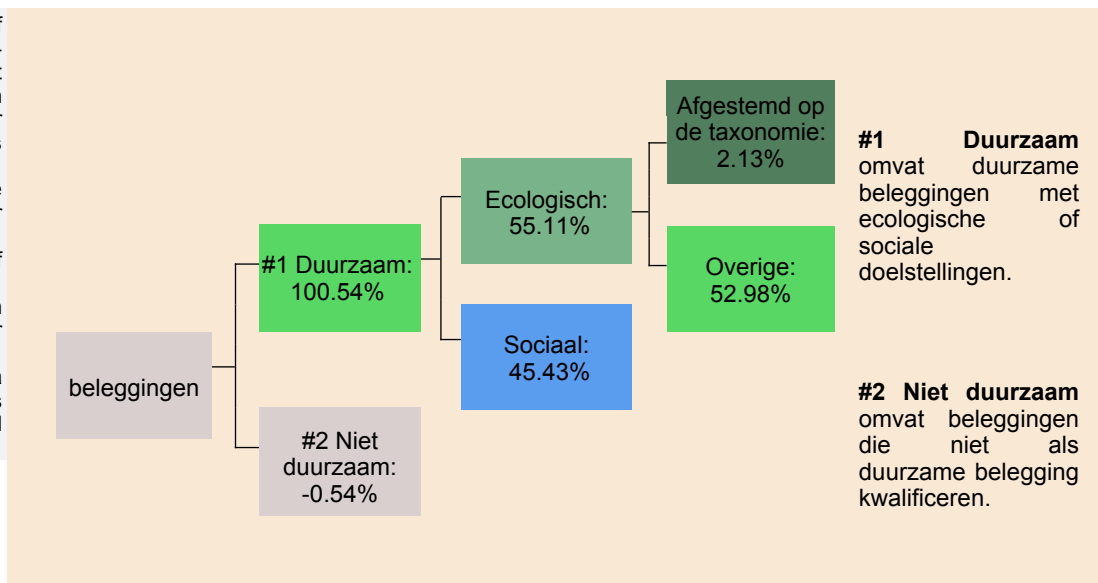 Afgestemd op
de taxonomie:
2.13%
Ecologisch:
55.11%
#1 Duurzaam:
100.54%
Overige:
52.98%
Sociaal:
45.43%
beleggingen
#2 Niet
duurzaam:
-0.54%
#1 Duurzaam
omvat duurzame
beleggingen met
ecologische of
sociale
doelstellingen.
#2 Niet duurzaam
omvat beleggingen
die niet als
duurzame belegging
kwalificeren.